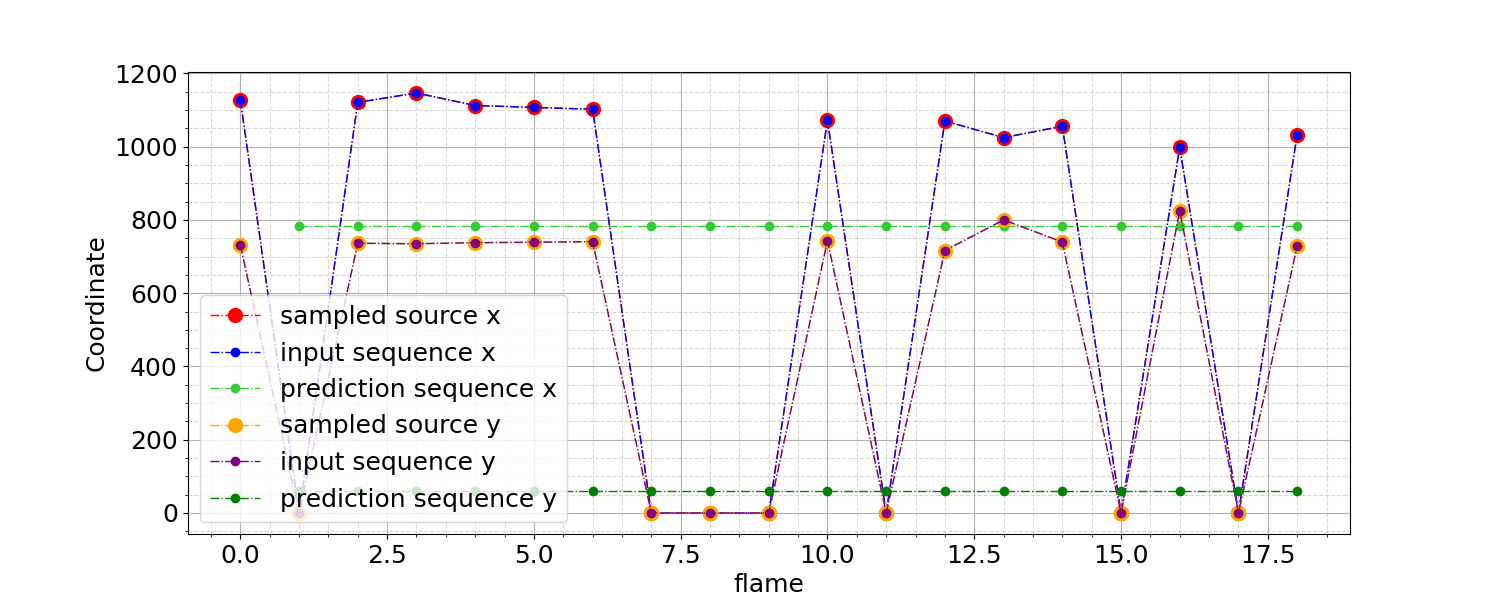 1200
1000
800
600
400
200
0
Coordinate
sampled source x
input sequence x
prediction sequence x
sampled source y
input sequence y
prediction sequence y
0.0 2.5 5.0 7.5 10.0 12.5 15.0 17.5
flame